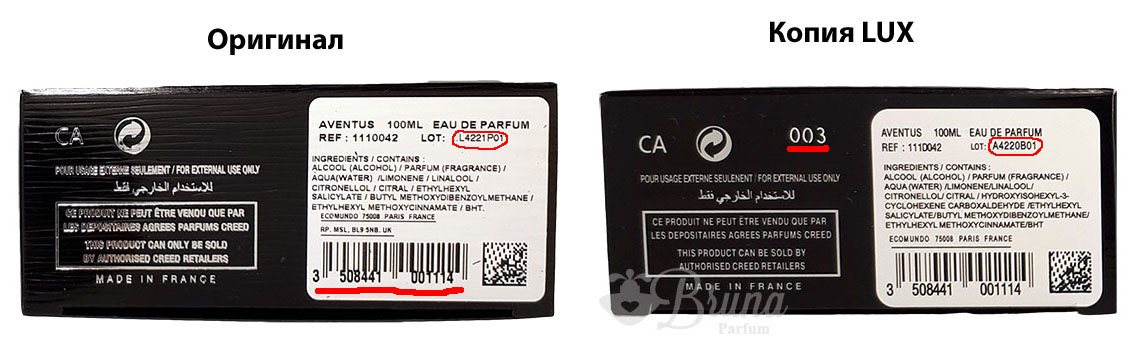 Оригинал
CA
POUR USAGE EXTERNE SEULEMENT / FOR EXTERNAL USE ONLY
للاستخدام الخارجي فقط
CE PRODUIT NE PEUT ÊTRE VENDU QUE PAR
LES DEPOSITAIRES AGREES PARFUMS CREED
THIS PRODUCT CAN ONLY BE SOLD
BY AUTHORISED CREED RETAILERS
MADE IN FRANCE
AVENTUS 100ML EAU DE PARFUM
REF : 1110042 LOT: L4221P01
INGREDIENTS / CONTAINS :
ALCOOL (ALCOHOL) / PARFUM (FRAGRANCE) /
AQUA(WATER) /LIMONENE / LINALOOL /
CITRONELLOL / CITRAL / ETHYLHEXYL
SALICYLATE / BUTYL METHOXYDIBENZOYLMETHANE /
ETHYLHEXYL METHOXYCINNAMATE / BHT.
ECOMUNDO 75008 PARIS FRANCE
RP. MSL, BL9 5NB. UK
3 508441 001114
Копия LUX
CA
003
POUR USAGE EXTERNE SEULENENT / FOR EXTERNAL USE ONLY
للاستخدام الخارجي فقط
CE PRODUIT NE PEUT ÊTRE VENDU QUE PAR
LES DEPOSITAIRES AGREES PARFUMS CREED
THIS PRODUCT CAN BE SOLD BY
AUTHORISED CREED RETAILERS
MADE IN FRANCE
AVENTUS 100ML EAU DE PARFUM
REF : 111D042 LOT: A4220B01
INGREDIENTS / CONTAINS :
ALCOOL (ALCOHOL) / PARFUM (FRAGRANCE) /
AQUA(WATER) /LIMONENE/LINALOOL/
CITRONELLOU CITRAL / HYDROXYISOHEXYL-3-
CYCLOHEXENE CARBOXALDEHYDE /ETHYLHEXYL
SALICYLATE/BUTYL METHOXYDIBENZOYLMETHANE/
ETHYLHEXYL METHOXYCINNAMATE/BHT
ECOMUNDO 75008 PARIS FRANCE
3 508441 001114
Bruna
Parfum